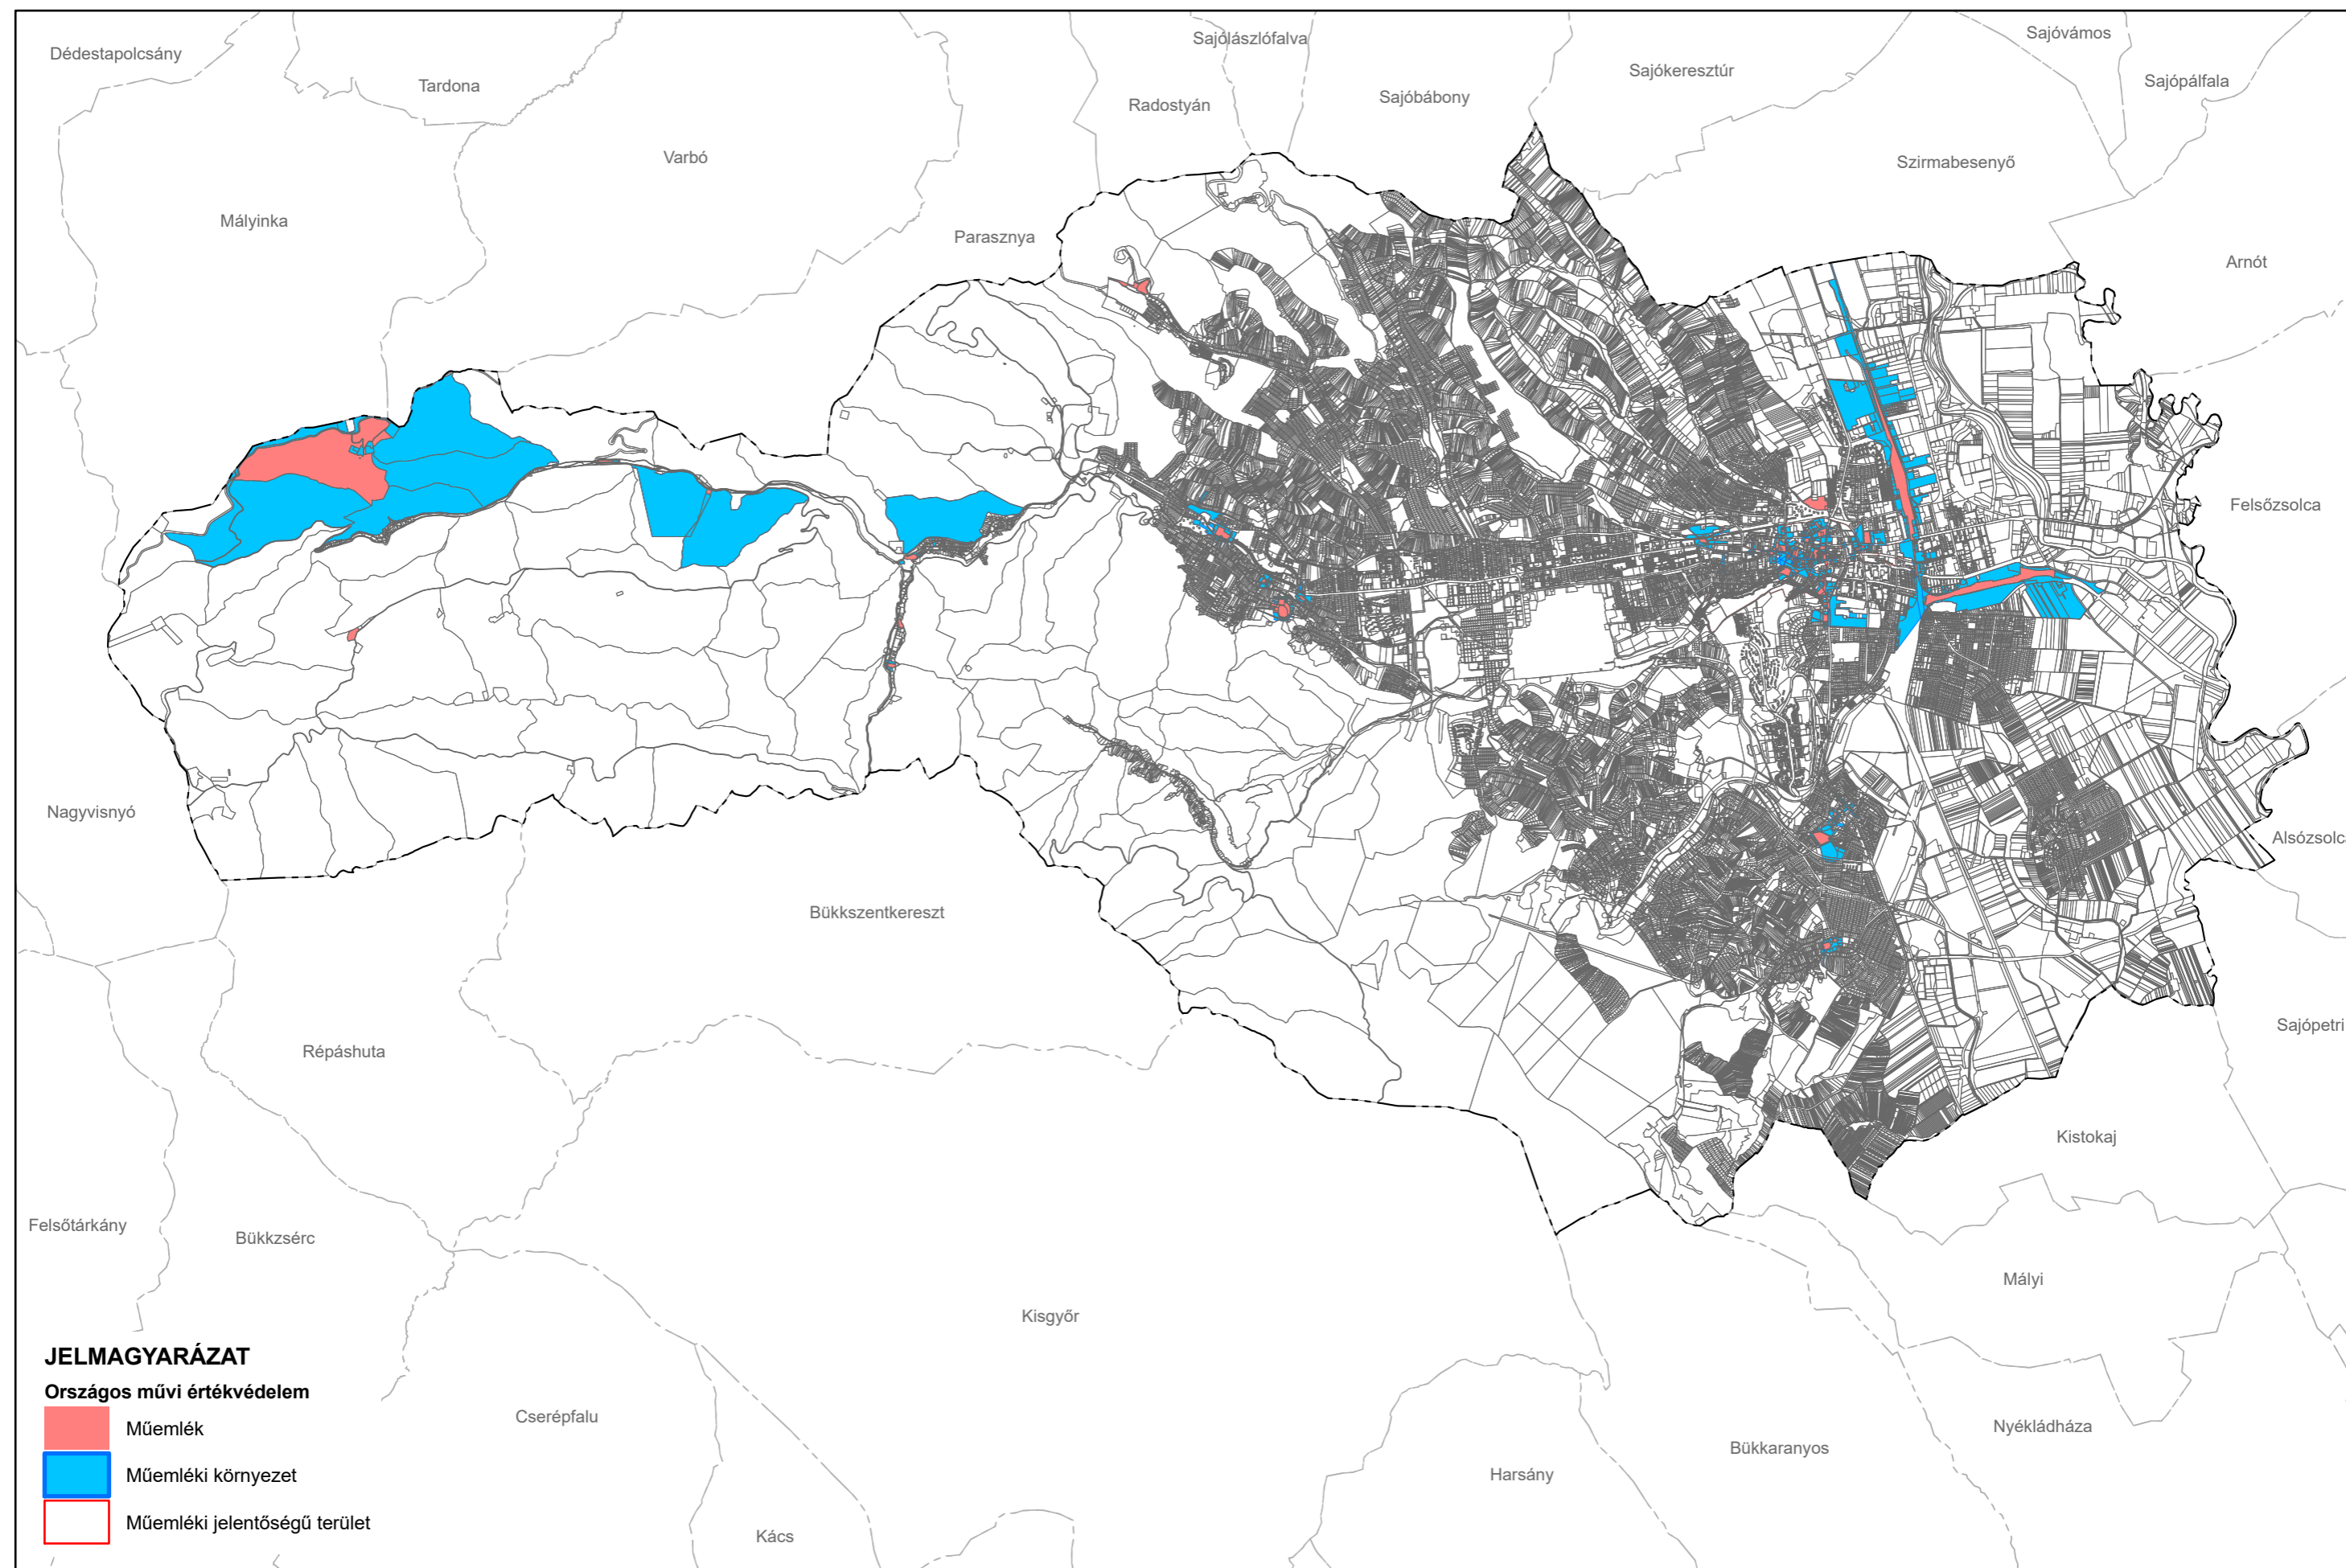 Sajólászlófalva
Sajóvámos
Dédestapolcsány
Sajókeresztúr
Sajópálfala
Tardona
Sajóbábony
Radostyán
Varbó
Szirmabesenyő
Mályinka
Parasznya
Arnót
Felsőzsolca
Nagyvisnyó
Alsózsolc
Bükkszentkereszt
Sajópetri
Répáshuta
Kistokaj
Felsőtárkány
Bükkzsérc
Mályi
Kisgyőr
Cserépfalu
Nyékládháza
Bükkaranyos
Harsány
Kács
JELMAGYARÁZAT
Országos művi értékvédelem
Műemlék
Műemléki környezet
Műemléki jelentőségű terület